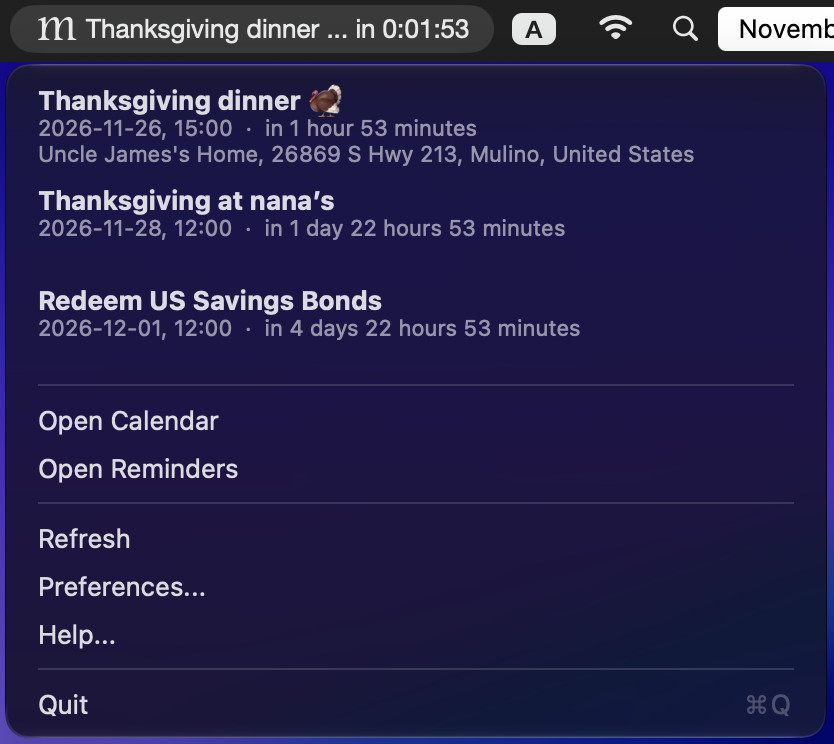 m Thanksgiving dinner ... in 0:01:53
A
Novemb
Thanksgiving dinner 🦃
2026-11-26, 15:00 · in 1 hour 53 minutes
Uncle James's Home, 26869 S Hwy 213, Mulino, United States
Thanksgiving at nana’s
2026-11-28, 12:00 · in 1 day 22 hours 53 minutes
Redeem US Savings Bonds
2026-12-01, 12:00 · in 4 days 22 hours 53 minutes
Open Calendar
Open Reminders
Refresh
Preferences...
Help...
Quit ⌘Q